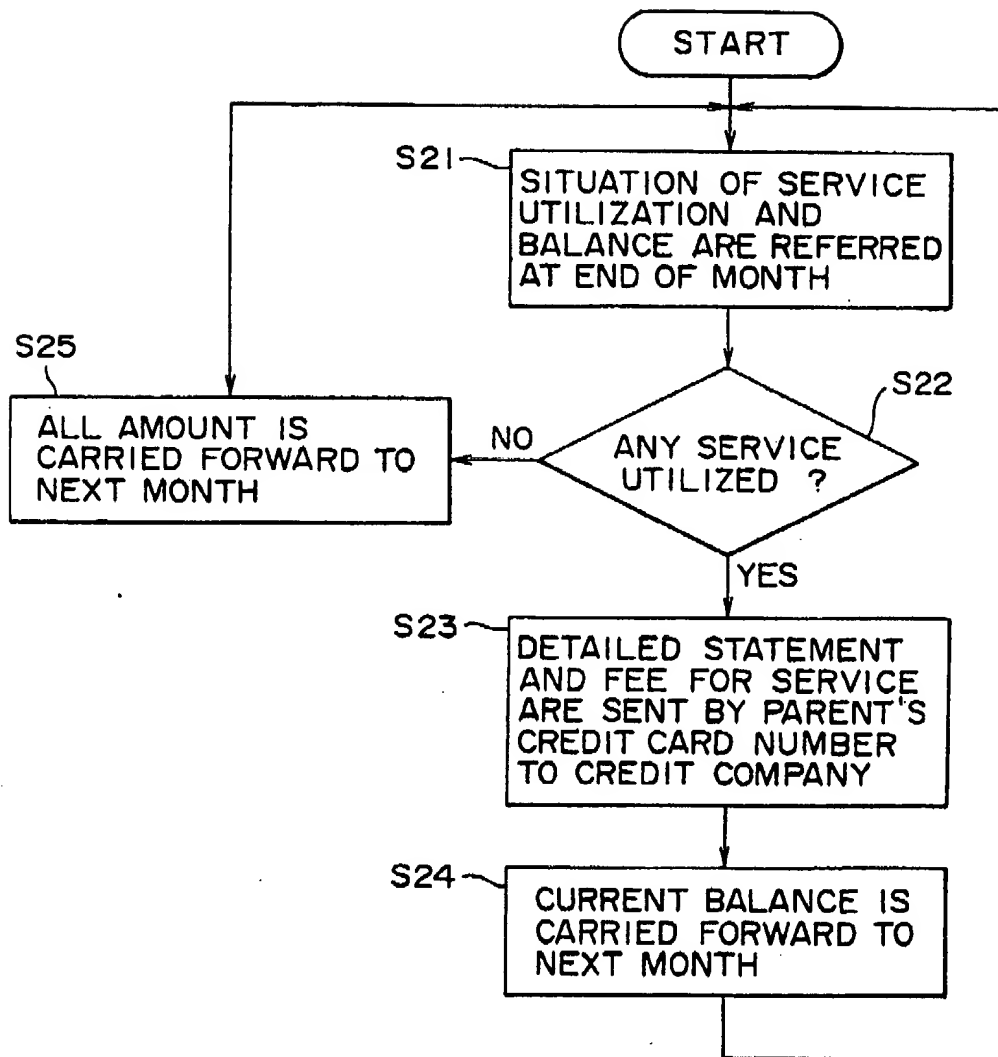 START
S21
SITUATION OF SERVICE
UTILIZATION AND
BALANCE ARE REFERRED
AT END OF MONTH
S22
ANY SERVICE
UTILIZED ?
NO
S25
ALL AMOUNT IS
CARRIED FORWARD TO
NEXT MONTH
YES
S23
DETAILED STATEMENT
AND FEE FOR SERVICE
ARE SENT BY PARENT'S
CREDIT CARD NUMBER
TO CREDIT COMPANY
S24
CURRENT BALANCE IS
CARRIED FORWARD TO
NEXT MONTH